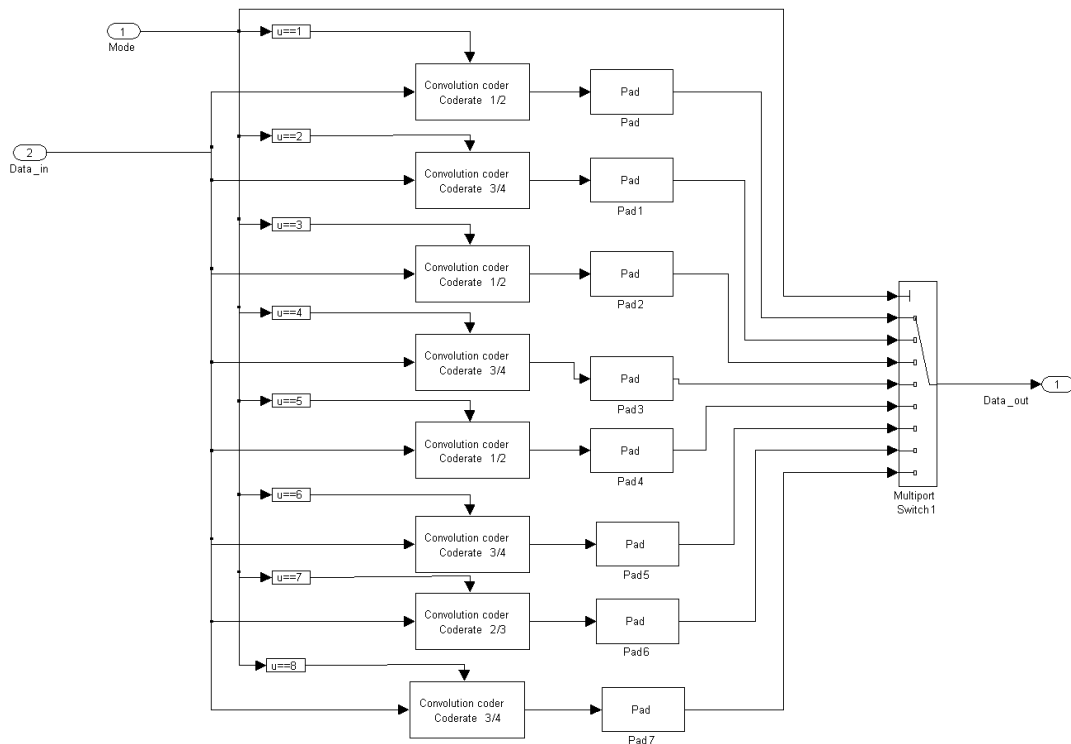 1
Mode
u==1
Convolution coder
Coderate 1/2
Pad
Pad
2
Data_in
u==2
Convolution coder
Coderate 3/4
Pad
Pad1
u==3
Convolution coder
Coderate 1/2
Pad
Pad2
u==4
Convolution coder
Coderate 3/4
Pad
Pad3
1
Data_out
u==5
Convolution coder
Coderate 1/2
Pad
Pad4
Multiport
Switch1
u==6
Convolution coder
Coderate 3/4
Pad
Pad5
u==7
Convolution coder
Coderate 2/3
Pad
Pad6
u==8
Convolution coder
Coderate 3/4
Pad
Pad7